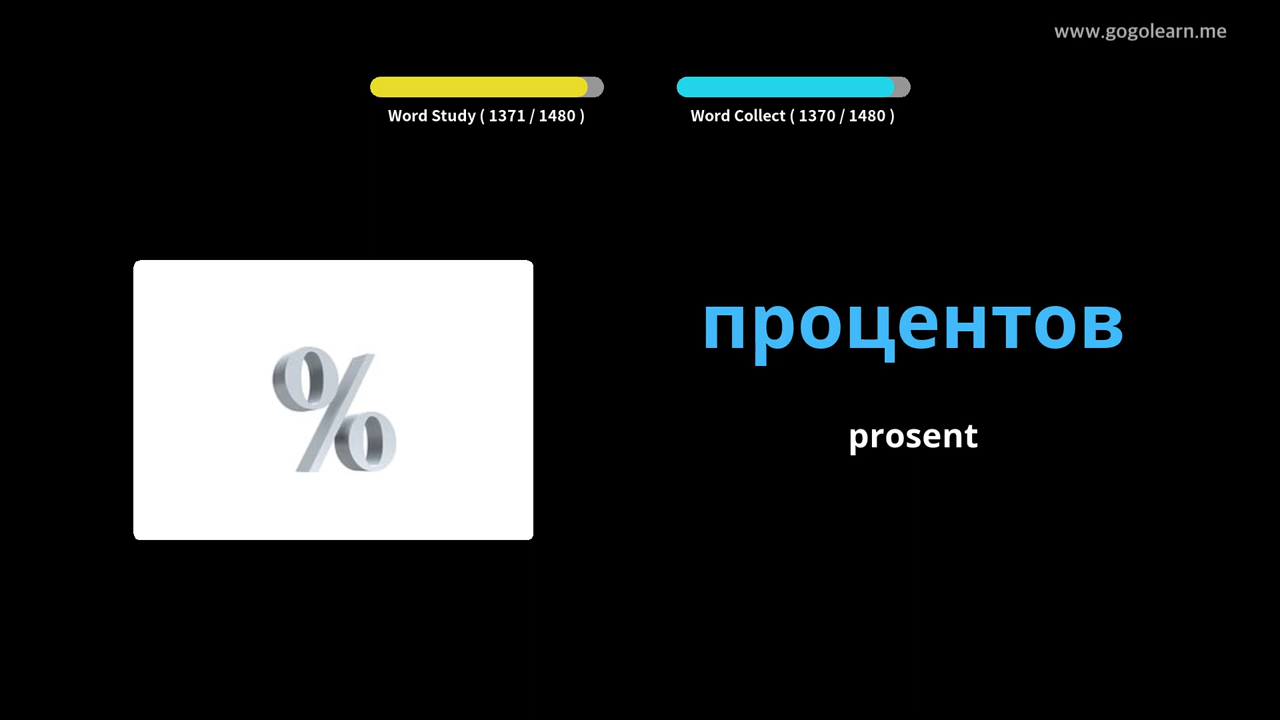 www.gogolearn.me
Word Study ( 1371 / 1480 )
Word Collect ( 1370 / 1480 )
%
процентов
prosent